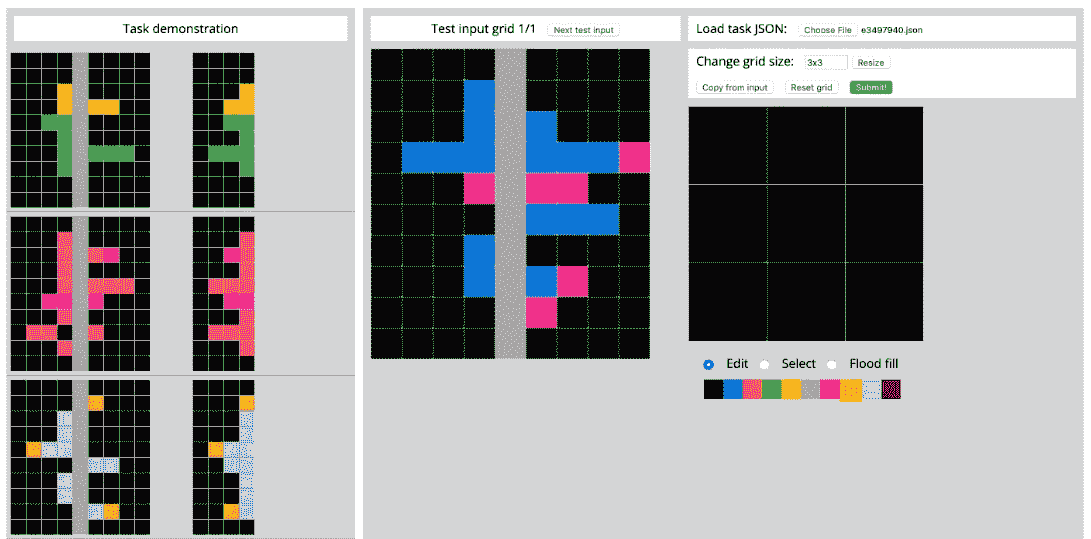 Task demonstration
Test input grid 1/1 Next test input
Load task JSON: Choose File e3497940.json
Change grid size: 3x3 Resize
Copy from input Reset grid Submit!
Edit Select Flood fill